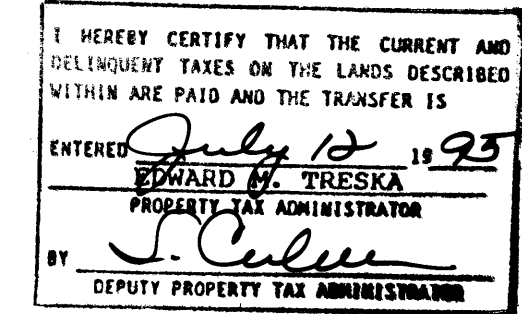 I HEREBY CERTIFY THAT THE CURRENT AND
DELINQUENT TAXES ON THE LANDS DESCRIBED
WITHIN ARE PAID AND THE TRANSFER IS
ENTERED July 12 1995
EDWARD M. TRESKA
PROPERTY TAX ADMINISTRATOR
BY S.
DEPUTY PROPERTY TAX ADMINISTRATOR